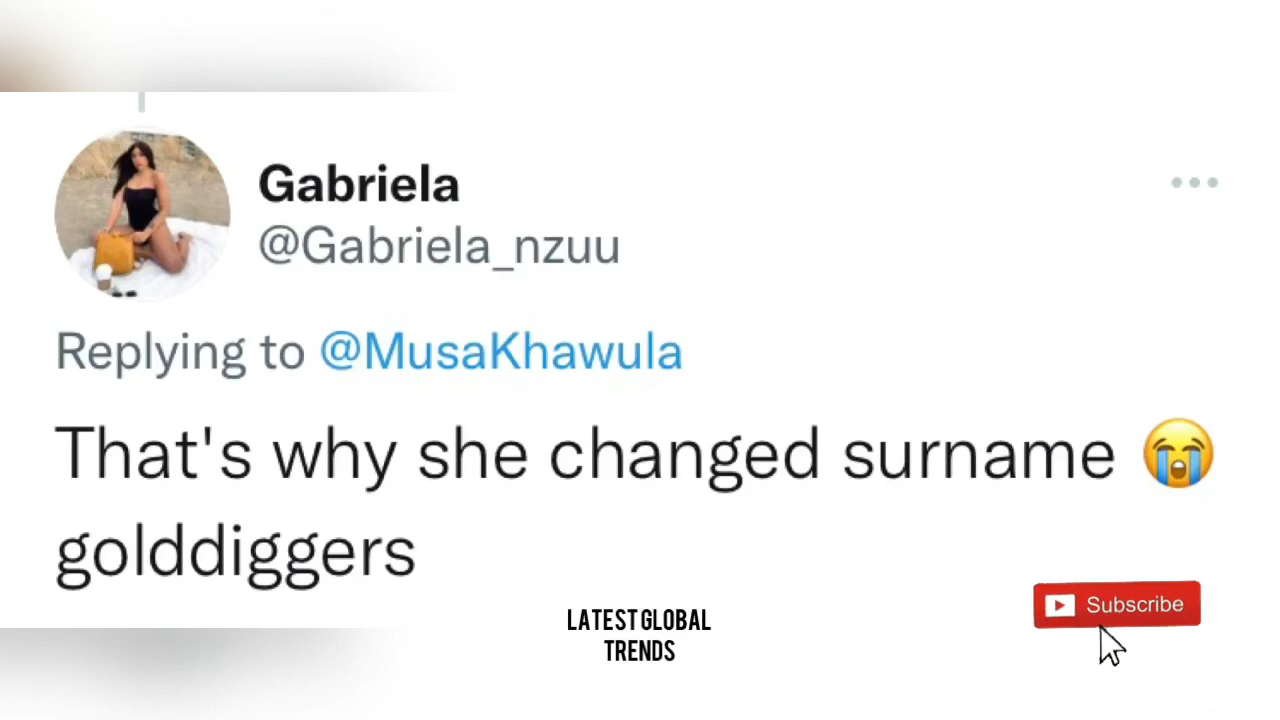 Gabriela
@Gabriela_nzuu
Replying to @MusaKhawula
That's why she changed surname 😭
golddiggers
LATEST GLOBAL
TRENDS
Subscribe